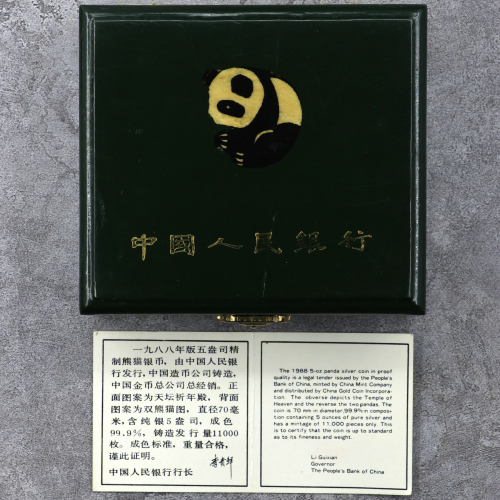 中國人民銀行
一九八八年版五盎司精
制熊猫银币，由中国人民银
行发行，中国造币公司铸造，
中国金币总公司总经销。正
面图案为天坛祈年殿，背面
图案为双熊猫图，直径70毫
米，含纯银5盎司，成色
99.9%，铸造发行量11000
枚。成色标准，重量合格，
谨此证明。
中国人民银行行长
The 1988 5-oz panda silver coin in proof
quality is a legal tender issued by the People's
Bank of China, minted by China Mint Company
and distributed by China Gold Coin Incorpora-
tion. The obverse depicts the Temple of
Heaven and the reverse the two pandas. The
coin is 70 mm in diameter, 99.9% in composi-
tion containing 5 ounces of pure silver and
has a mintage of 11,000 pieces only. This
is to certify that the coin is up to standard
as to its fineness and weight.
Li Guixian
Governor
The People's Bank of China